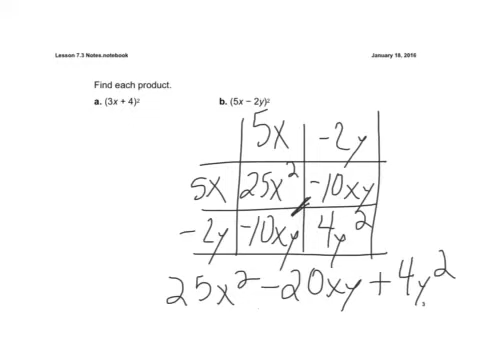 Lesson 7.3 Notes.notebook January 18, 2016
Find each product.
a. (3x + 4)² b. (5x − 2y)²
5x -2y
5x 25x² -10xy
-2y -10xy 4y²
25x² - 20xy + 4y²
3